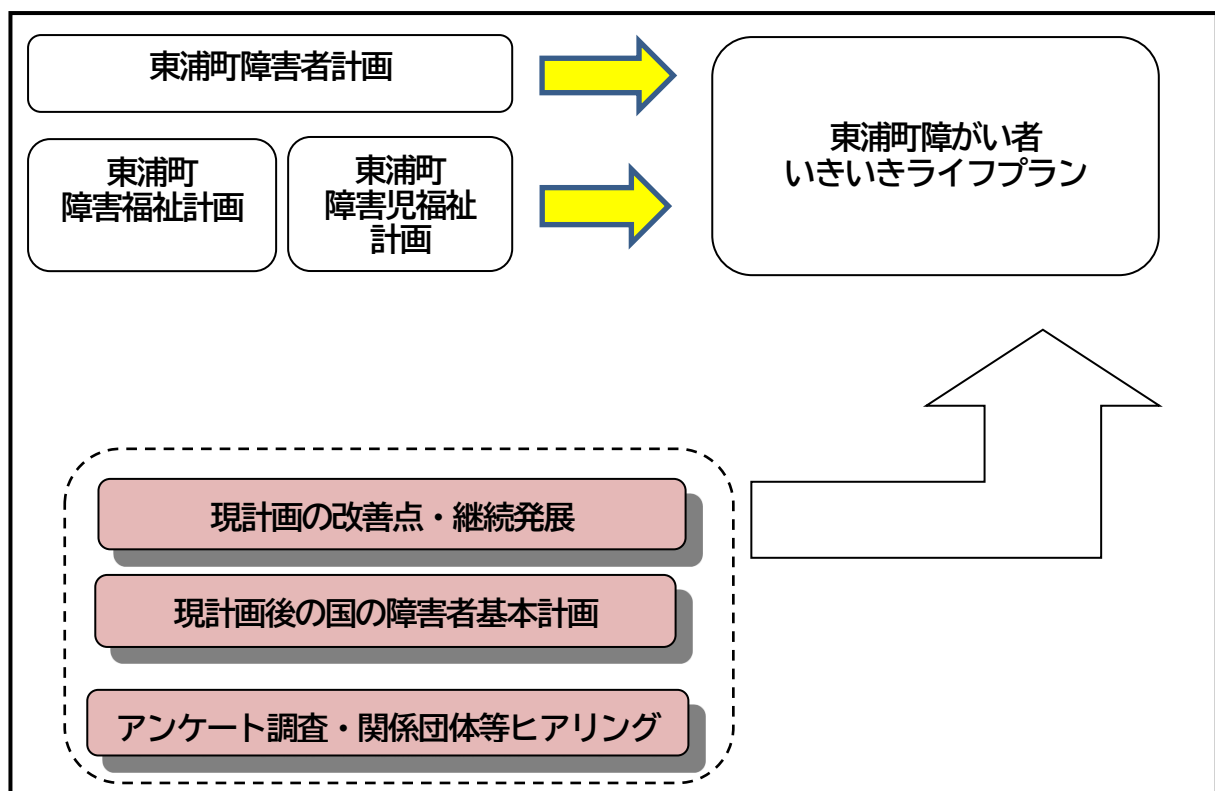 東浦町障害者計画
東浦町
障害福祉計画
東浦町
障害児福祉
計画
東浦町障がい者
いきいきライフプラン
現計画の改善点・継続発展
現計画後の国の障害者基本計画
アンケート調査・関係団体等ヒアリング